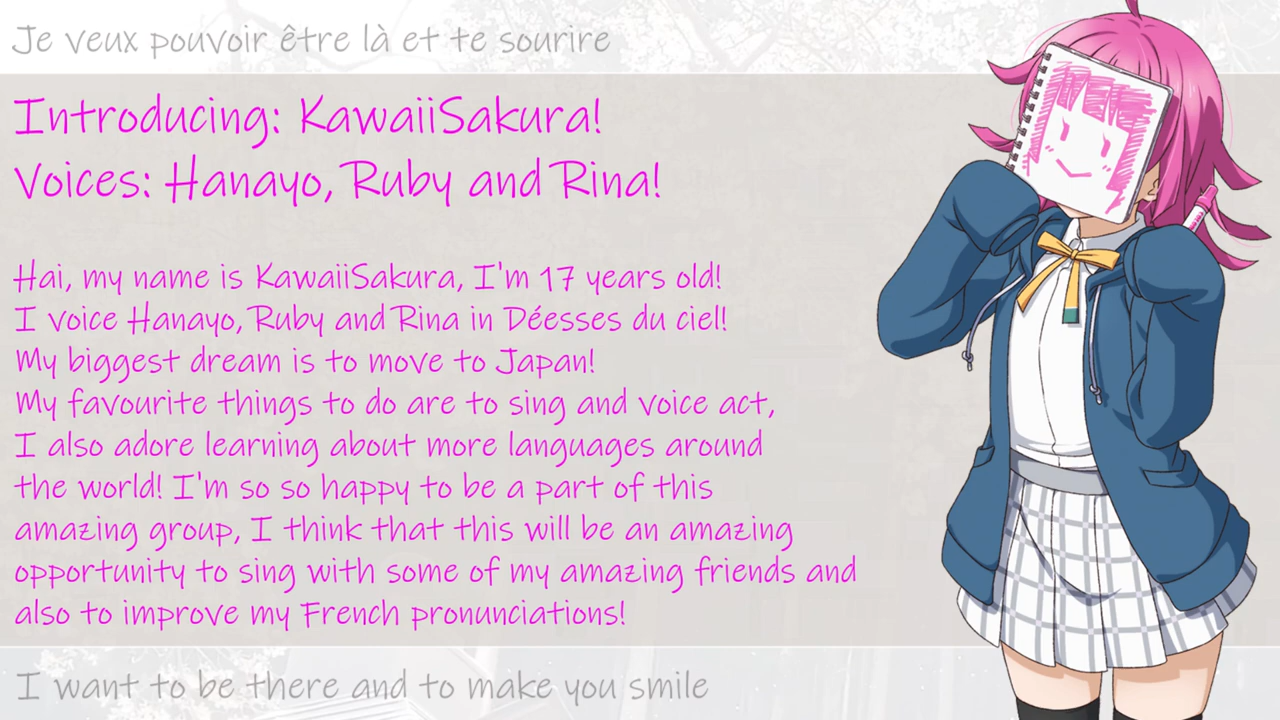 Je veux pouvoir être là et te sourire
Introducing: KawaiiSakura!
Voices: Hanayo, Ruby and Rina!
Hai, my name is KawaiiSakura, I'm 17 years old!
I voice Hanayo, Ruby and Rina in Déesses du ciel!
My biggest dream is to move to Japan!
My favourite things to do are to sing and voice act,
I also adore learning about more languages around
the world! I'm so so happy to be a part of this
amazing group, I think that this will be an amazing
opportunity to sing with some of my amazing friends and
also to improve my French pronunciations!
I want to be there and to make you smile